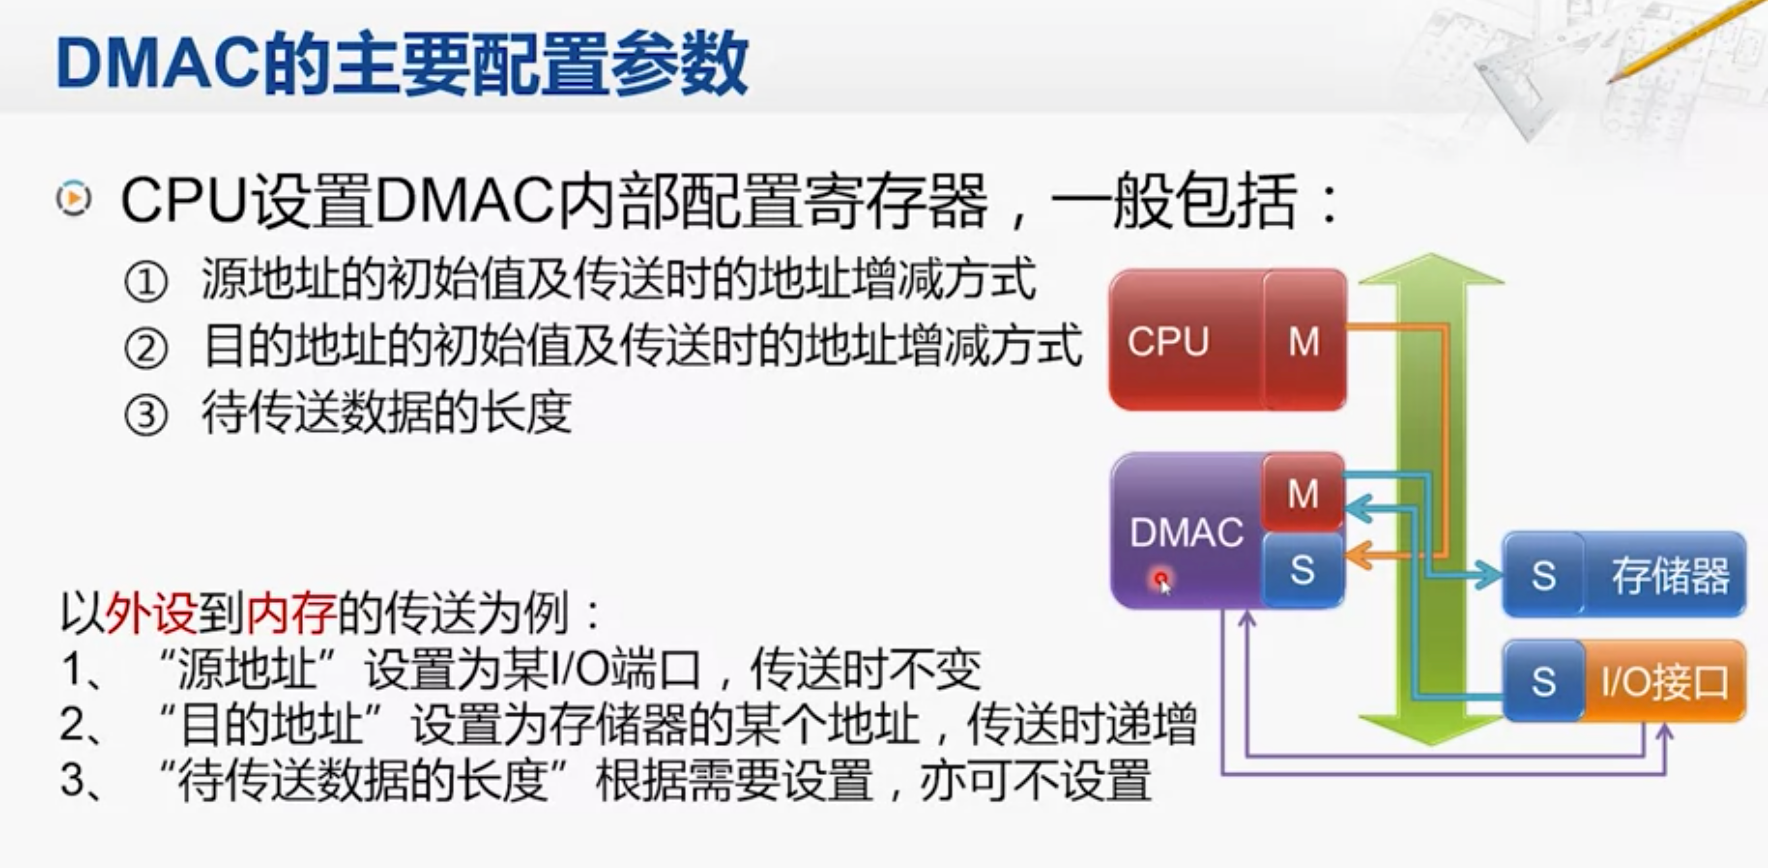 DMAC的主要配置参数
CPU设置DMAC内部配置寄存器，一般包括：
① 源地址的初始值及传送时的地址增减方式
② 目的地址的初始值及传送时的地址增减方式
③ 待传送数据的长度
CPU M
DMAC M
S
S 存储器
S I/O接口
以外设到内存的传送为例：
1、“源地址”设置为某I/O端口，传送时不变
2、“目的地址”设置为存储器的某个地址，传送时递增
3、“待传送数据的长度”根据需要设置，亦可不设置